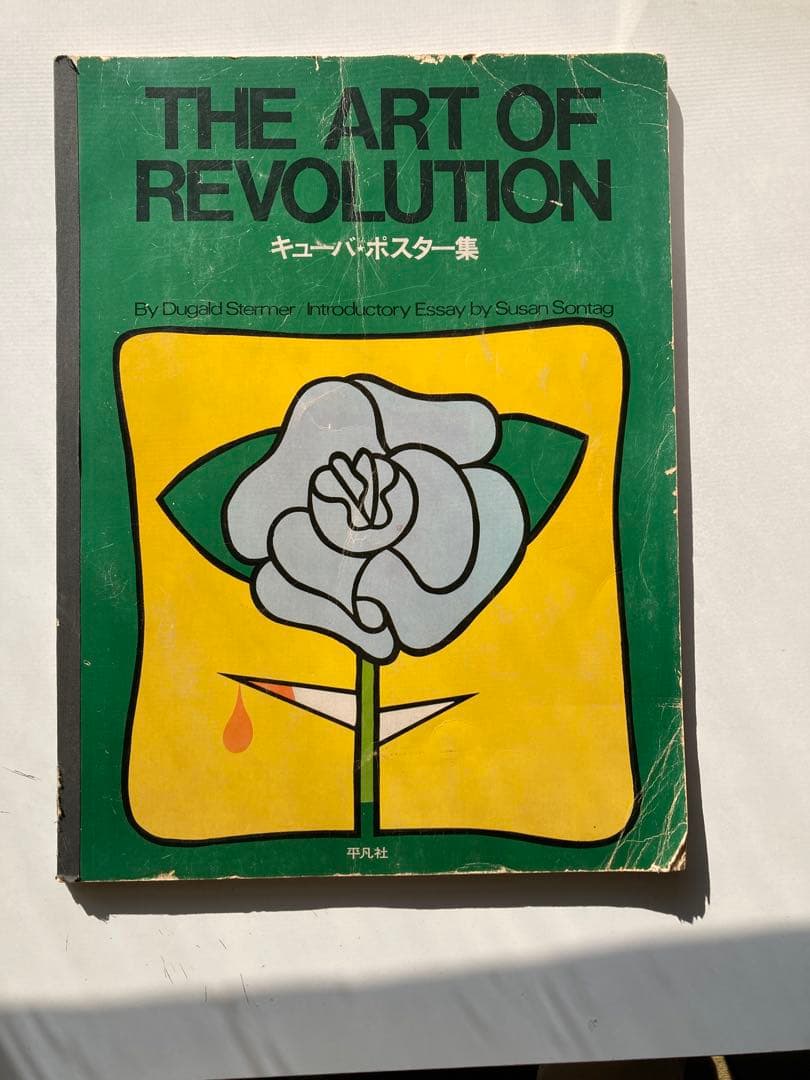 THE ART OF
REVOLUTION
キューバ★ポスター集
By Dugald Stermer/Introductory Essay by Susan Sontag
平凡社